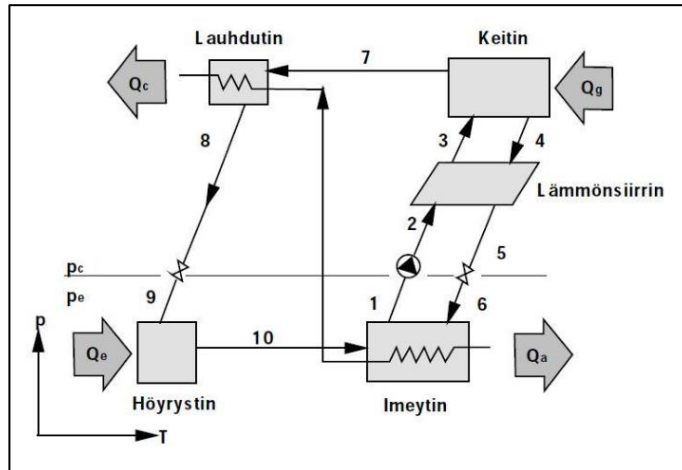 Lauhdutin
Keitin
7
Qc
Qg
8
3
4
Lämmönsiirrin
2
5
pc
pe
9
1
6
p
10
Qe
Qa
Höyrystin
Imeytin
T